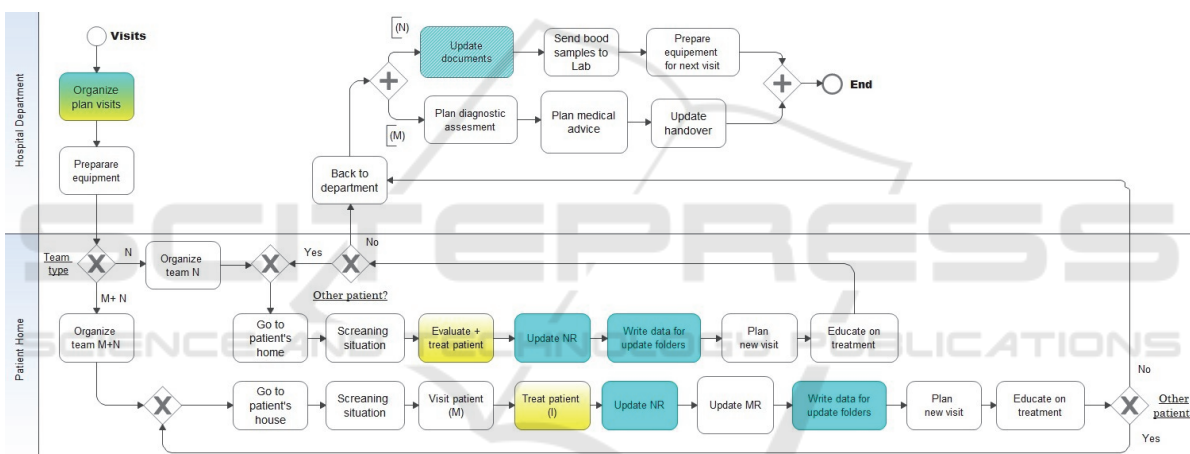 Hospital Department
Visits
Organize
plan visits
Preparare
equipment
(N)
Update
documents
Send bood
samples to
Lab
Prepare
equipement
for next visit
End
(M)
Plan diagnostic
assesment
Plan medical
advice
Update
handover
Back to
department
SCITEPRESS
SCIENCE AND TECHNOLOGY PUBLICATIONS
Patient Home
Team
type
N
Organize
team N
Yes
No
Other patient?
M+ N
Organize
team M+N
Go to
patient's
home
Screaning
situation
Evaluate +
treat patient
Update NR
Write data for
update folders
Plan
new visit
Educate on
treatment
Go to
patient's
house
Screaning
situation
Visit patient
(M)
Treat patient
(I)
Update NR
Update MR
Write data for
update folders
Plan
new visit
Educate on
treatment
No
Other
patient
Yes